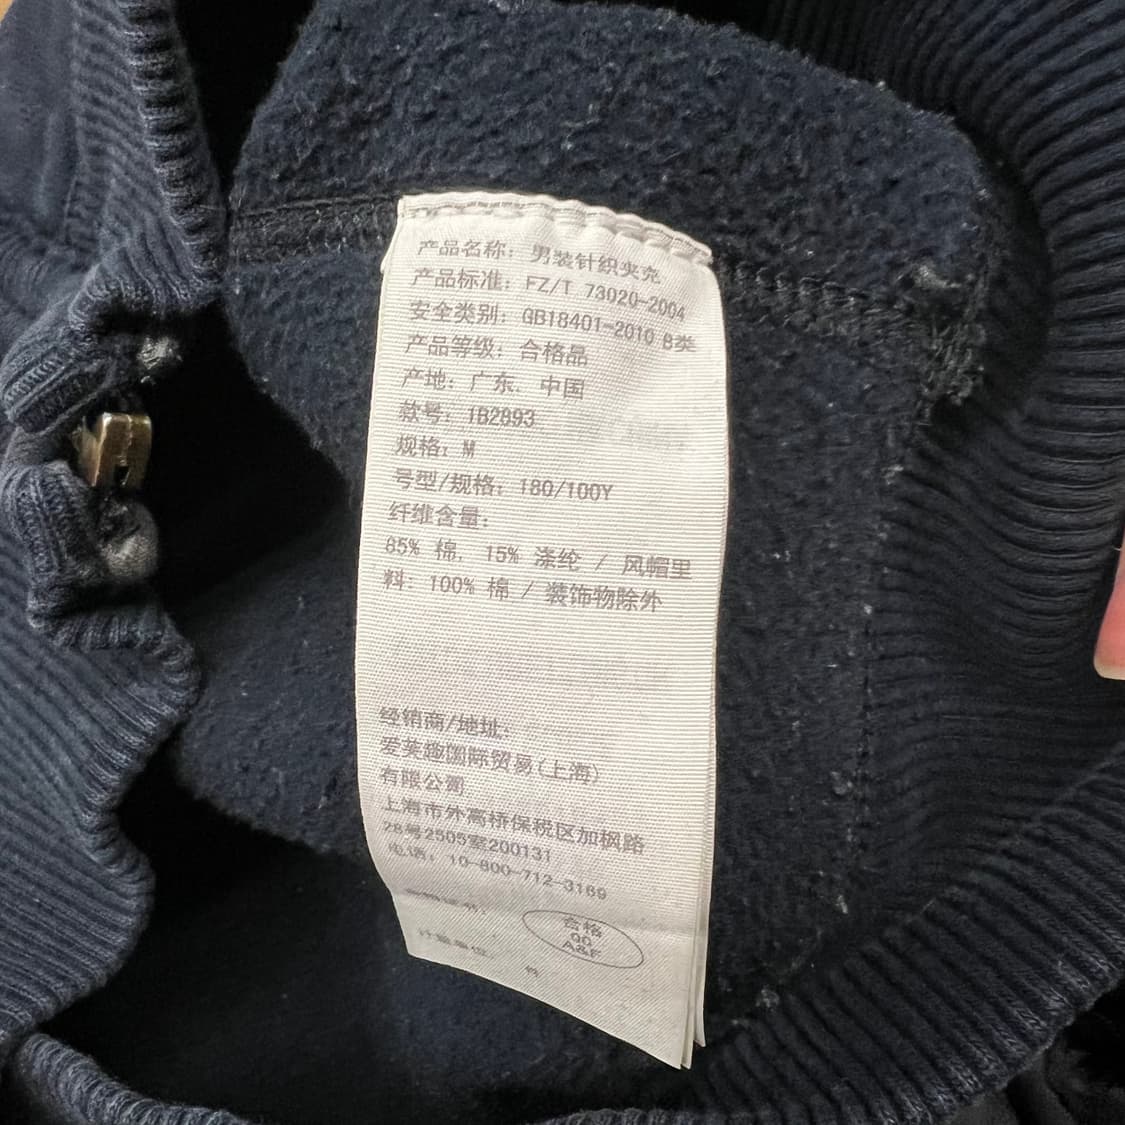 产品名称: 男装针织夹克
产品标准: FZ/T 73020-2004
安全类别: GB18401-2010 B类
产品等级: 合格品
产地: 广东, 中国
款号: 1B2093
规格: M
号型/规格: 180/100Y
纤维含量:
85% 棉, 15% 涤纶 / 风帽里
料: 100% 棉 / 装饰物除外
经销商/地址:
爱芙趣国际贸易(上海)
有限公司
上海市外高桥保税区加枫路
28号2505室200131
电话: 10-800-712-3169
合格
A&F
计量单位: 件